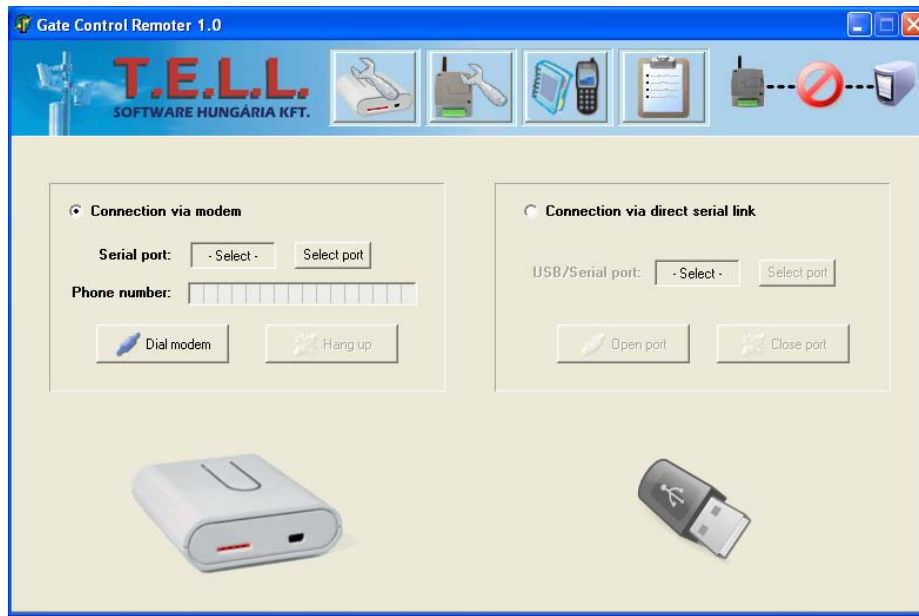 Gate Control Remoter 1.0
T.E.L.L.
SOFTWARE HUNGÁRIA KFT.
Connection via modem
Serial port: - Select - Select port
Phone number:
Dial modem Hang up
Connection via direct serial link
USB/Serial port: - Select - Select port
Open port Close port